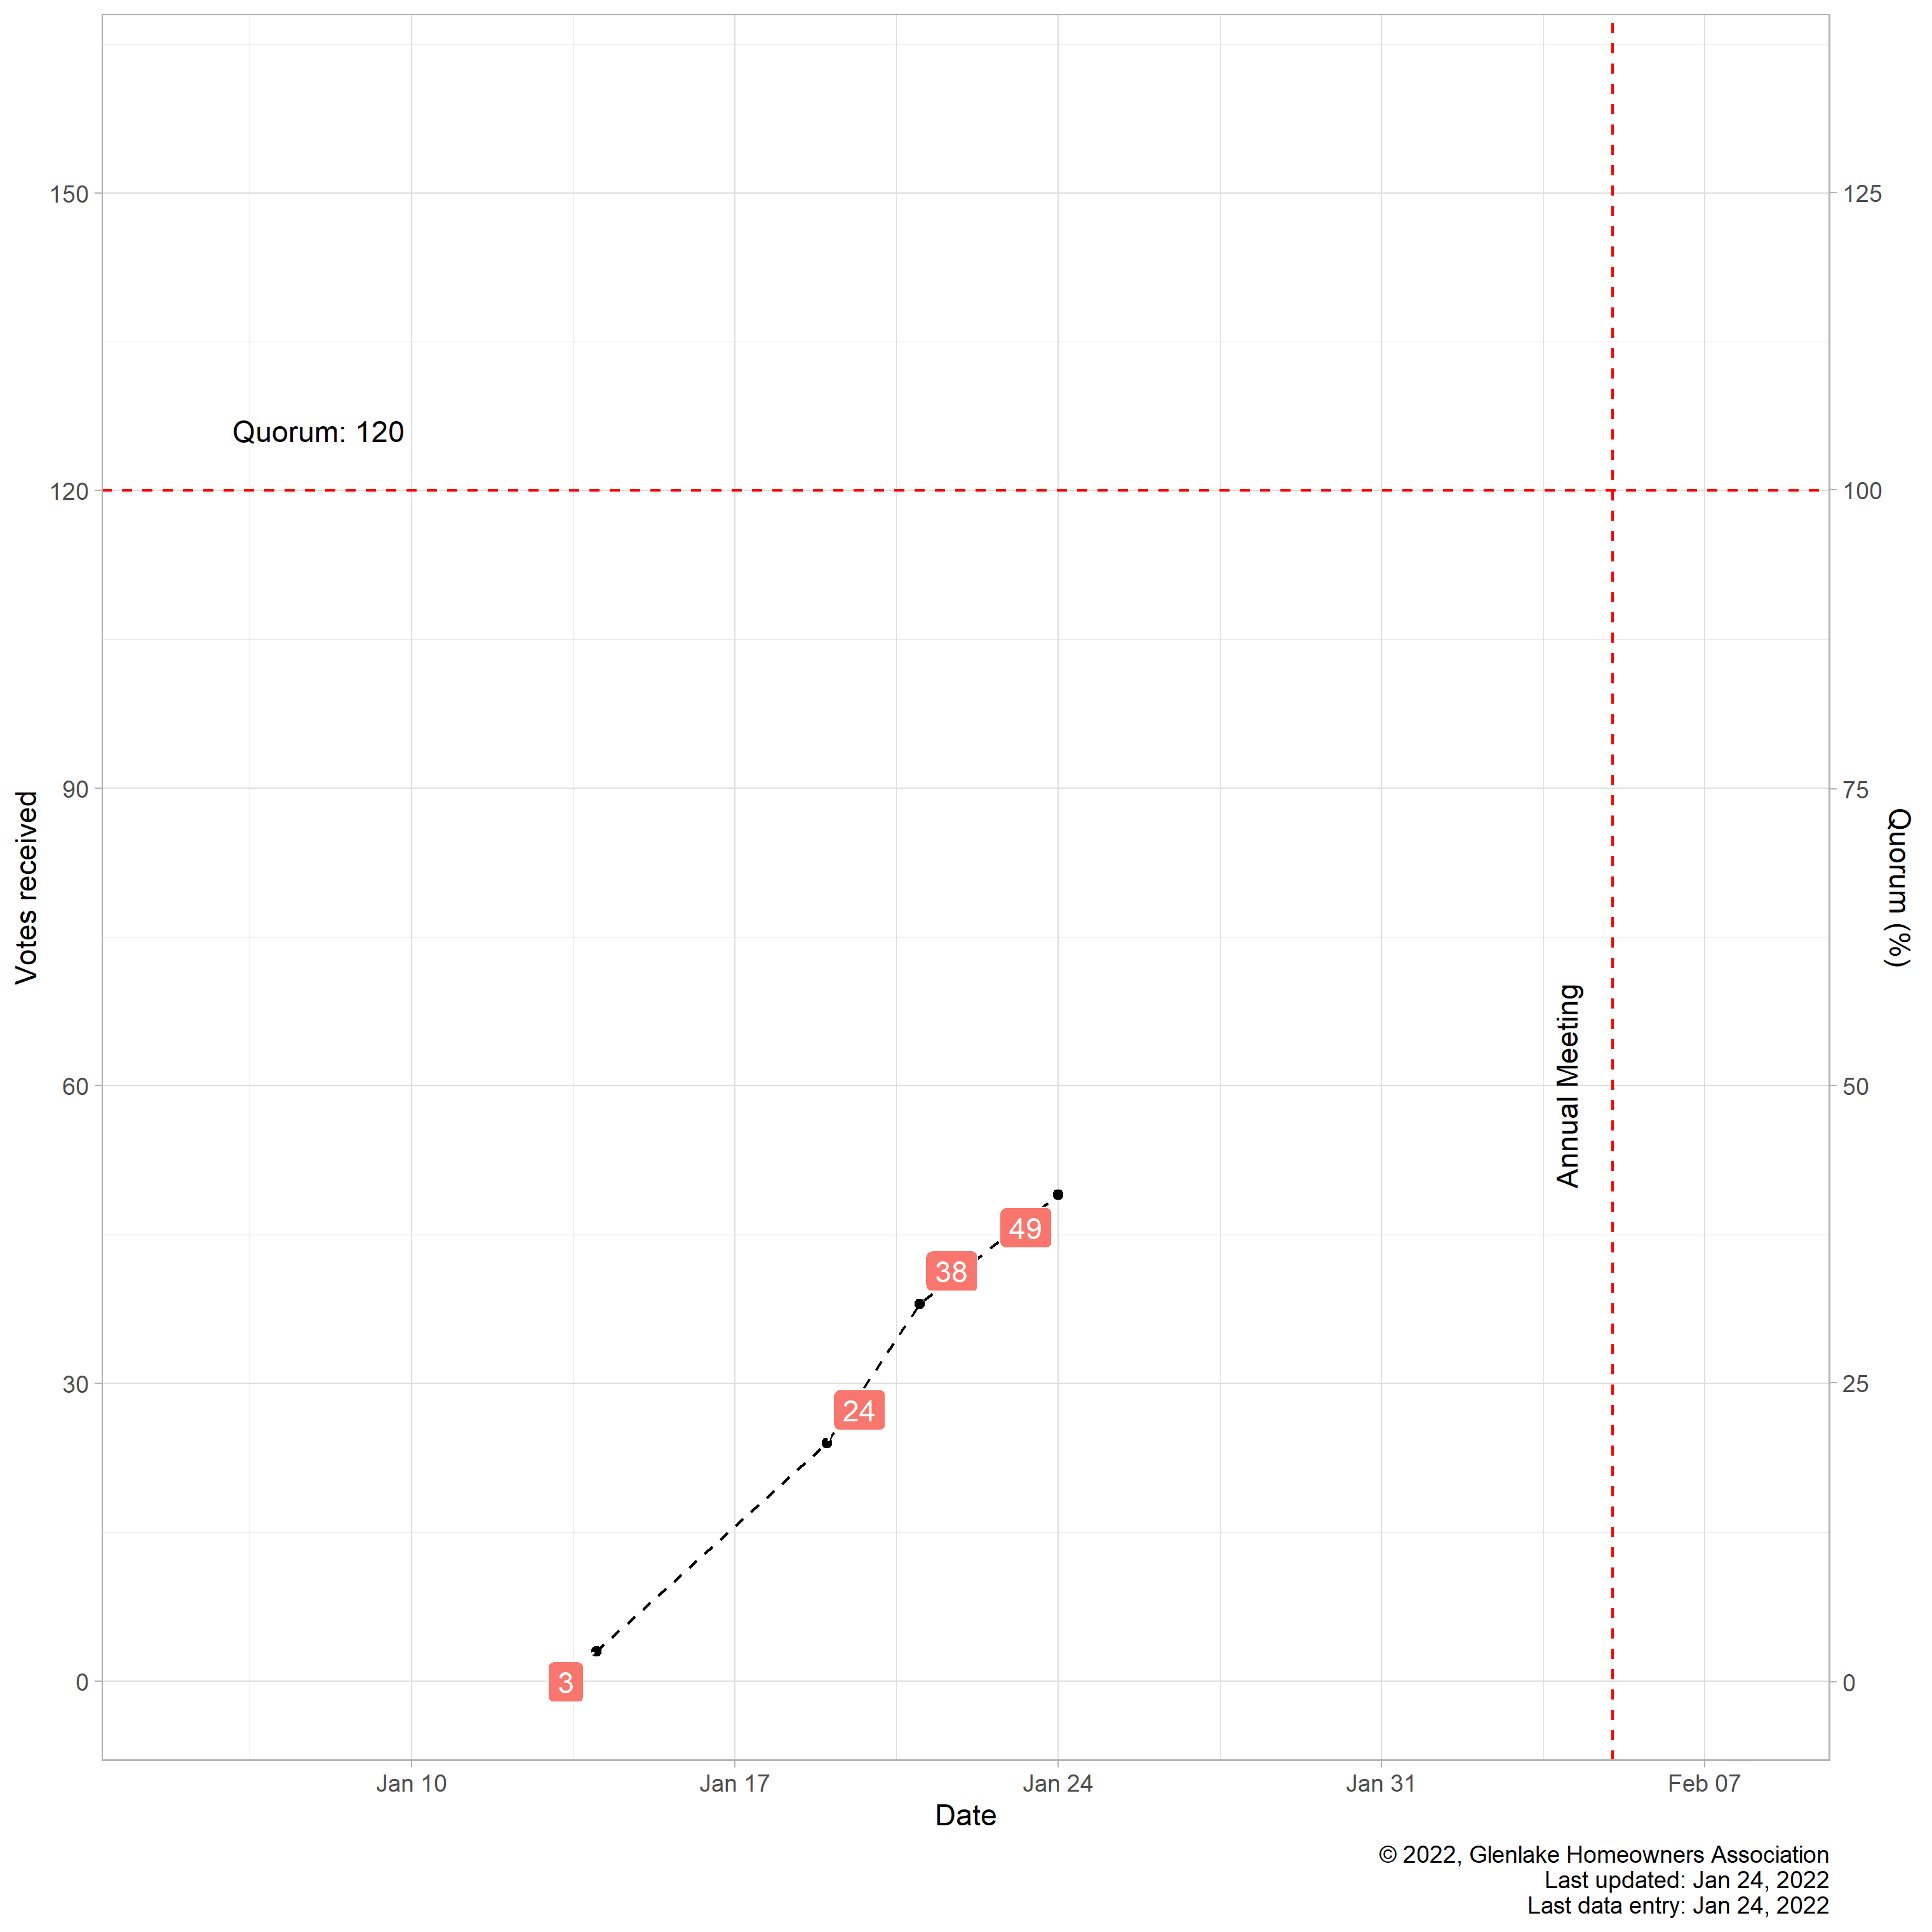 150
120
90
60
30
0
Votes received
Quorum: 120
3
24
38
49
Annual Meeting
125
100
75
50
25
0
Quorum (%)
Jan 10
Jan 17
Jan 24
Jan 31
Feb 07
Date
© 2022, Glenlake Homeowners Association
Last updated: Jan 24, 2022
Last data entry: Jan 24, 2022